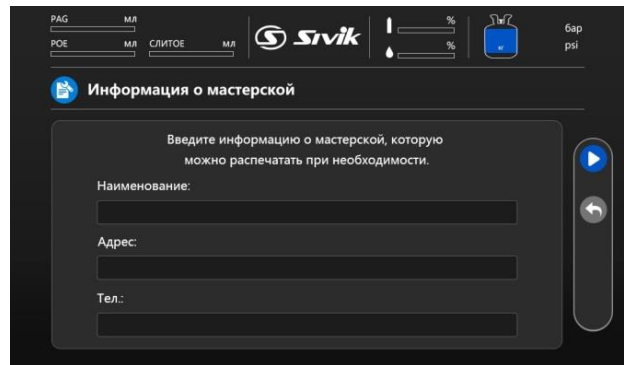 PAG мл
POE мл СЛИТОЕ мл
Sivik
%
%
кг
бар
psi
Информация о мастерской
Введите информацию о мастерской, которую
можно распечатать при необходимости.
Наименование:
Адрес:
Тел.: